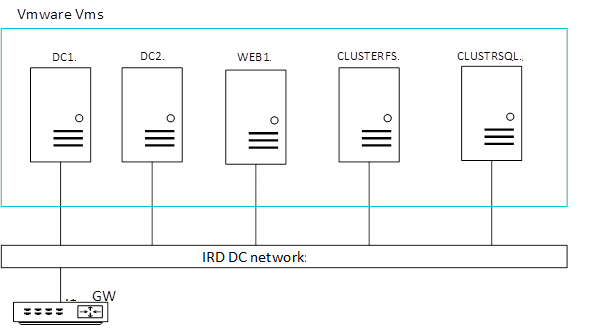 Vmware Vms
DC1.
DC2.
WEB1.
CLUSTERFS.
CLUSTRSQL.
IRD DC network:
GW